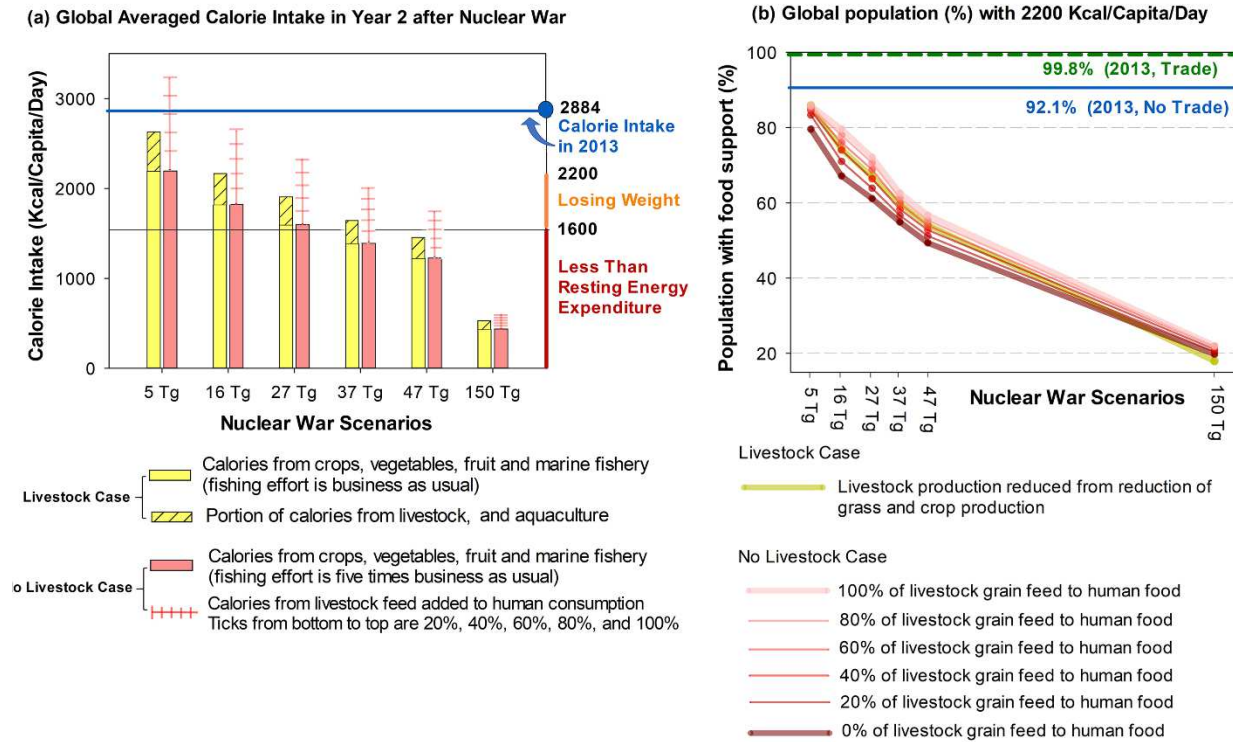 (a) Global Averaged Calorie Intake in Year 2 after Nuclear War
Calorie Intake (Kcal/Capita/Day)
3000
2000
1000
0
2884
Calorie Intake
in 2013
2200
Losing Weight
1600
Less Than
Resting Energy
Expenditure
5 Tg
16 Tg
27 Tg
37 Tg
47 Tg
150 Tg
Nuclear War Scenarios
Livestock Case
Calories from crops, vegetables, fruit and marine fishery
(fishing effort is business as usual)
Portion of calories from livestock, and aquaculture
o Livestock Case
Calories from crops, vegetables, fruit and marine fishery
(fishing effort is five times business as usual)
Calories from livestock feed added to human consumption
Ticks from bottom to top are 20%, 40%, 60%, 80%, and 100%
(b) Global population (%) with 2200 Kcal/Capita/Day
Population with food support (%)
100
80
60
40
20
99.8% (2013, Trade)
92.1% (2013, No Trade)
5 Tg
16 Tg
27 Tg
37 Tg
47 Tg
Nuclear War Scenarios
150 Tg
Livestock Case
Livestock production reduced from reduction of
grass and crop production
No Livestock Case
100% of livestock grain feed to human food
80% of livestock grain feed to human food
60% of livestock grain feed to human food
40% of livestock grain feed to human food
20% of livestock grain feed to human food
0% of livestock grain feed to human food